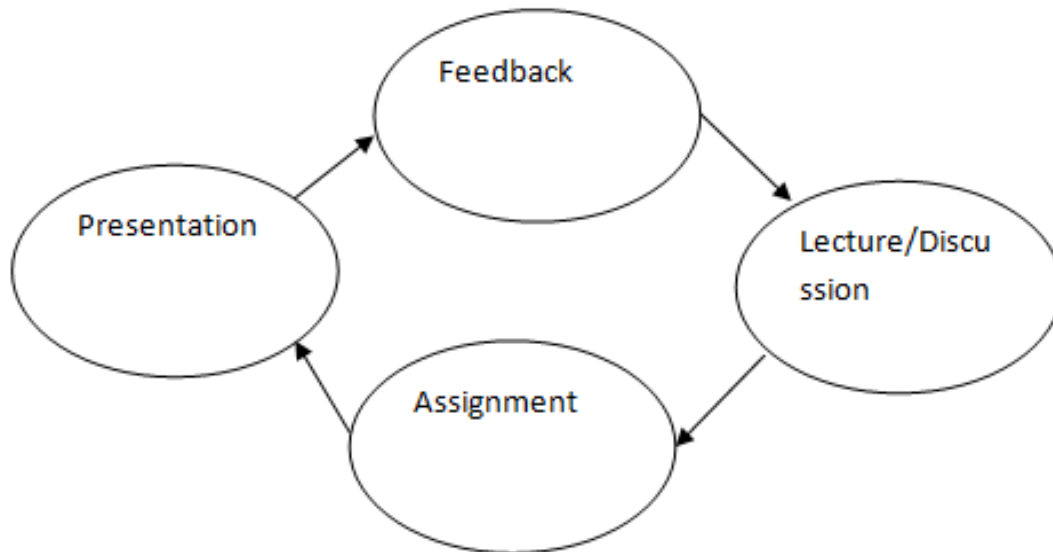 Feedback
Presentation
Lecture/Discu
ssion
Assignment